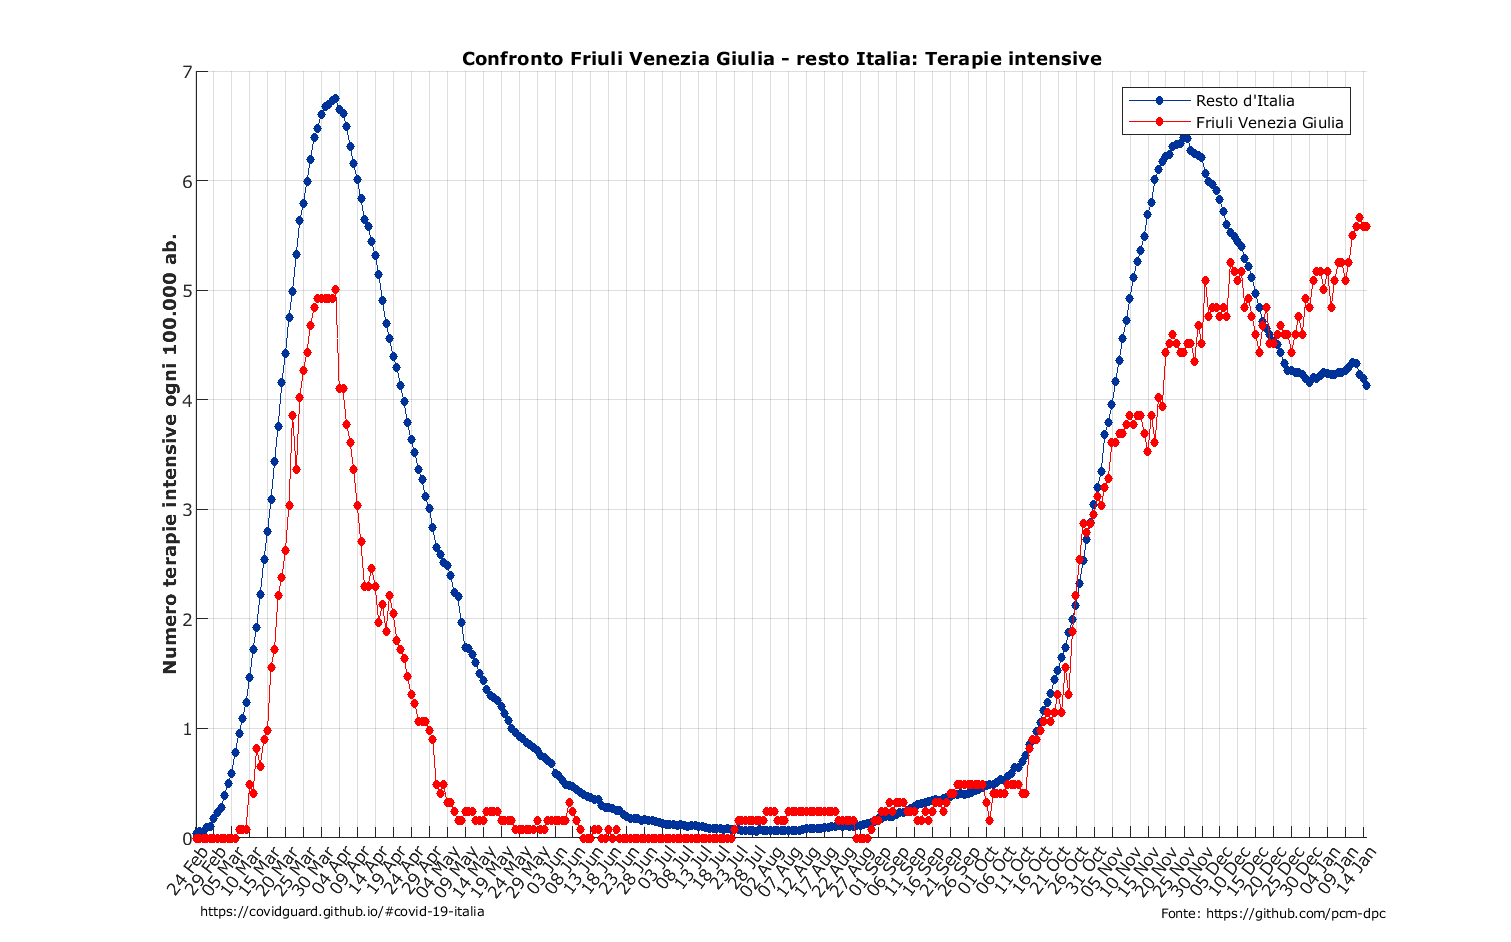 Confronto Friuli Venezia Giulia - resto Italia: Terapie intensive
Resto d'Italia
Friuli Venezia Giulia
Numero terapie intensive ogni 100.000 ab.
7
6
5
4
3
2
1
0
24 Feb
29 Feb
05 Mar
10 Mar
15 Mar
20 Mar
25 Mar
30 Mar
04 Apr
09 Apr
14 Apr
19 Apr
24 Apr
29 Apr
04 May
09 May
14 May
19 May
24 May
29 May
03 Jun
08 Jun
13 Jun
18 Jun
23 Jun
28 Jun
03 Jul
08 Jul
13 Jul
18 Jul
23 Jul
28 Jul
02 Aug
07 Aug
12 Aug
17 Aug
22 Aug
27 Aug
01 Sep
06 Sep
11 Sep
16 Sep
21 Sep
26 Sep
01 Oct
06 Oct
11 Oct
16 Oct
21 Oct
26 Oct
31 Oct
05 Nov
10 Nov
15 Nov
20 Nov
25 Nov
30 Nov
05 Dec
10 Dec
15 Dec
20 Dec
25 Dec
30 Dec
04 Jan
09 Jan
14 Jan
https://covidguard.github.io/#covid-19-italia
Fonte: https://github.com/pcm-dpc